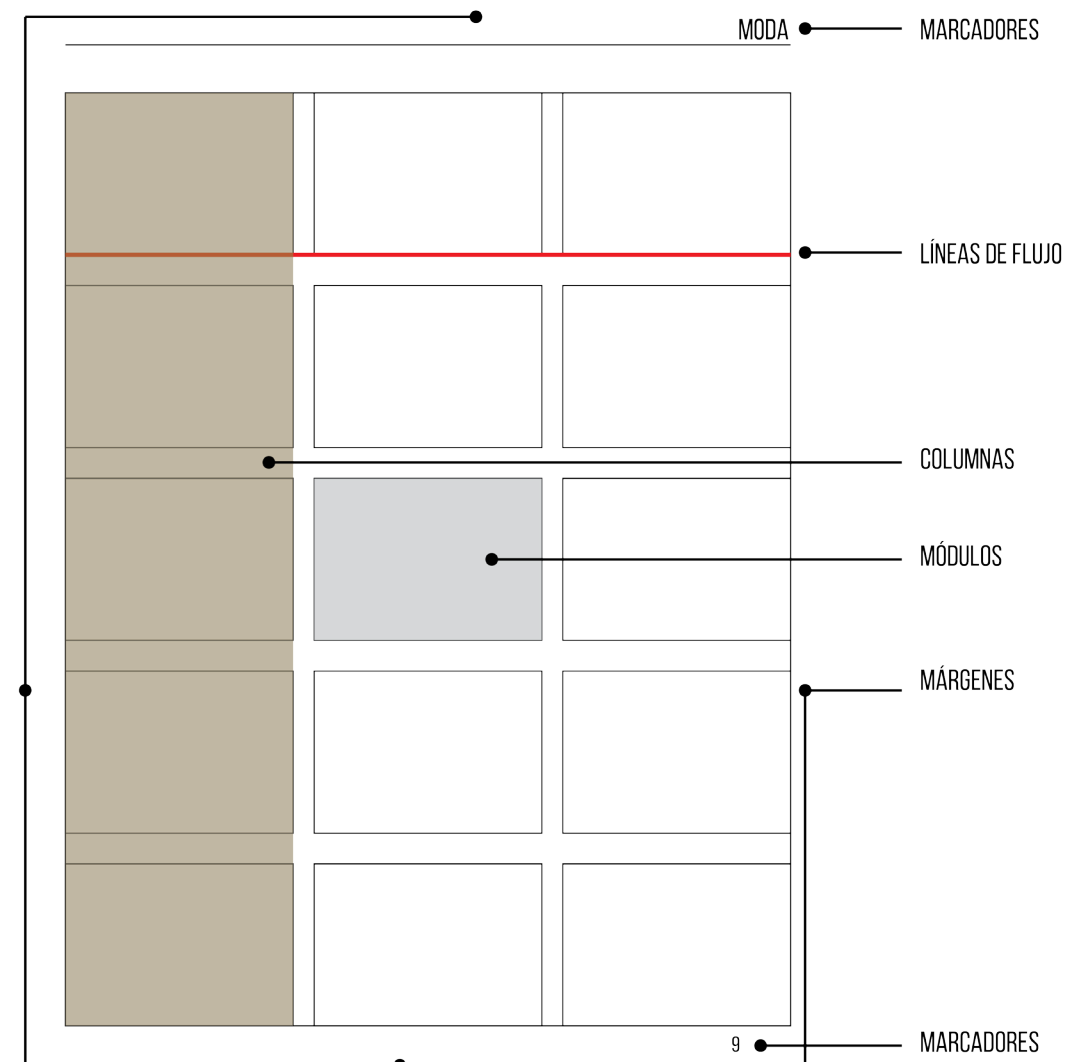 MODA
MARCADORES
LÍNEAS DE FLUJO
COLUMNAS
MÓDULOS
MÁRGENES
9
MARCADORES